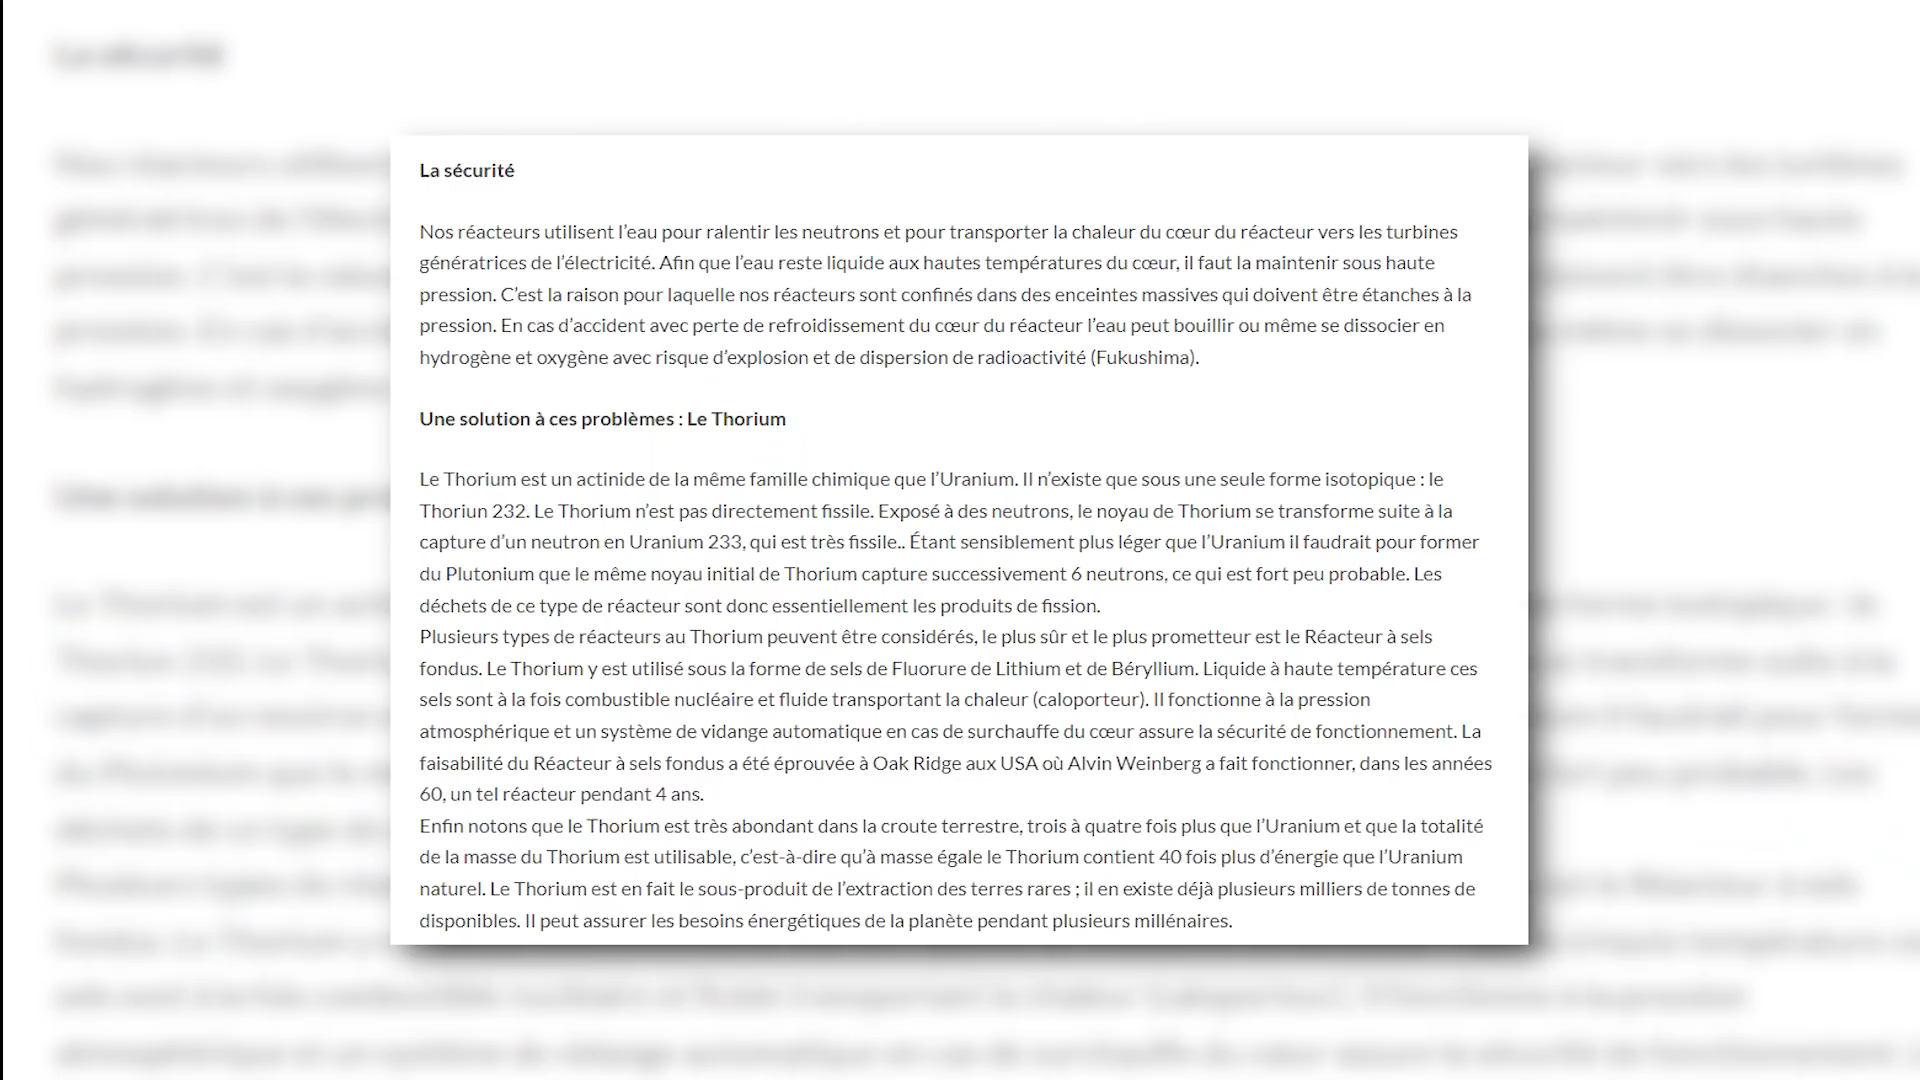 La sécurité
Nos réacteurs utilisent l’eau pour ralentir les neutrons et pour transporter la chaleur du cœur du réacteur vers les turbines
génératrices de l’électricité. Afin que l’eau reste liquide aux hautes températures du cœur, il faut la maintenir sous haute
pression. C’est la raison pour laquelle nos réacteurs sont confinés dans des enceintes massives qui doivent être étanches à la
pression. En cas d’accident avec perte de refroidissement du cœur du réacteur l’eau peut bouillir ou même se dissocier en
hydrogène et oxygène avec risque d’explosion et de dispersion de radioactivité (Fukushima).
Une solution à ces problèmes : Le Thorium
Le Thorium est un actinide de la même famille chimique que l’Uranium. Il n’existe que sous une seule forme isotopique : le
Thoriun 232. Le Thorium n’est pas directement fissile. Exposé à des neutrons, le noyau de Thorium se transforme suite à la
capture d’un neutron en Uranium 233, qui est très fissile.. Étant sensiblement plus léger que l’Uranium il faudrait pour former
du Plutonium que le même noyau initial de Thorium capture successivement 6 neutrons, ce qui est fort peu probable. Les
déchets de ce type de réacteur sont donc essentiellement les produits de fission.
Plusieurs types de réacteurs au Thorium peuvent être considérés, le plus sûr et le plus prometteur est le Réacteur à sels
fondus. Le Thorium y est utilisé sous la forme de sels de Fluorure de Lithium et de Béryllium. Liquide à haute température ces
sels sont à la fois combustible nucléaire et fluide transportant la chaleur (caloporteur). Il fonctionne à la pression
atmosphérique et un système de vidange automatique en cas de surchauffe du cœur assure la sécurité de fonctionnement. La
faisabilité du Réacteur à sels fondus a été éprouvée à Oak Ridge aux USA où Alvin Weinberg a fait fonctionner, dans les années
60, un tel réacteur pendant 4 ans.
Enfin notons que le Thorium est très abondant dans la croute terrestre, trois à quatre fois plus que l’Uranium et que la totalité
de la masse du Thorium est utilisable, c’est-à-dire qu’à masse égale le Thorium contient 40 fois plus d’énergie que l’Uranium
naturel. Le Thorium est en fait le sous-produit de l’extraction des terres rares ; il en existe déjà plusieurs milliers de tonnes de
disponibles. Il peut assurer les besoins énergétiques de la planète pendant plusieurs millénaires.